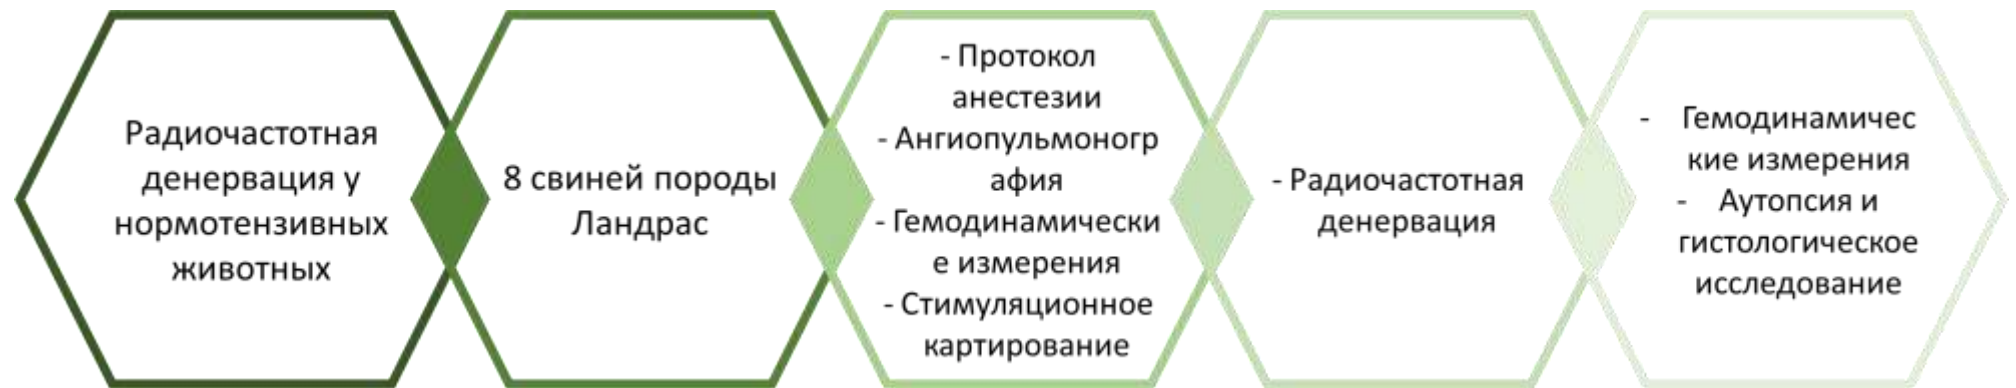 Радиочастотная
денервация у
нормотензивных
животных
8 свиней породы
Ландрас
- Протокол
анестезии
- Ангиопульмоногр
афия
- Гемодинамически
е измерения
- Стимуляционное
картирование
- Радиочастотная
денервация
- Гемодинамичес
кие измерения
- Аутопсия и
гистологическое
исследование